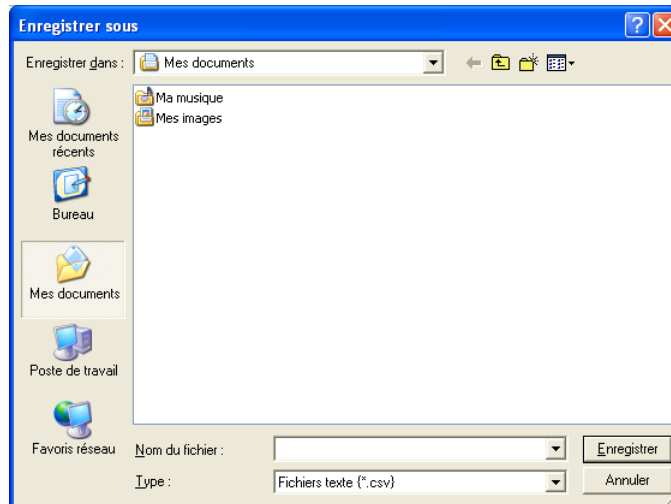 Enregistrer sous
Enregistrer dans :
Mes documents
Ma musique
Mes images
Mes documents
récents
Bureau
Mes documents
Poste de travail
Favoris réseau
Nom du fichier :
Enregistrer
Type :
Fichiers texte (*.csv)
Annuler